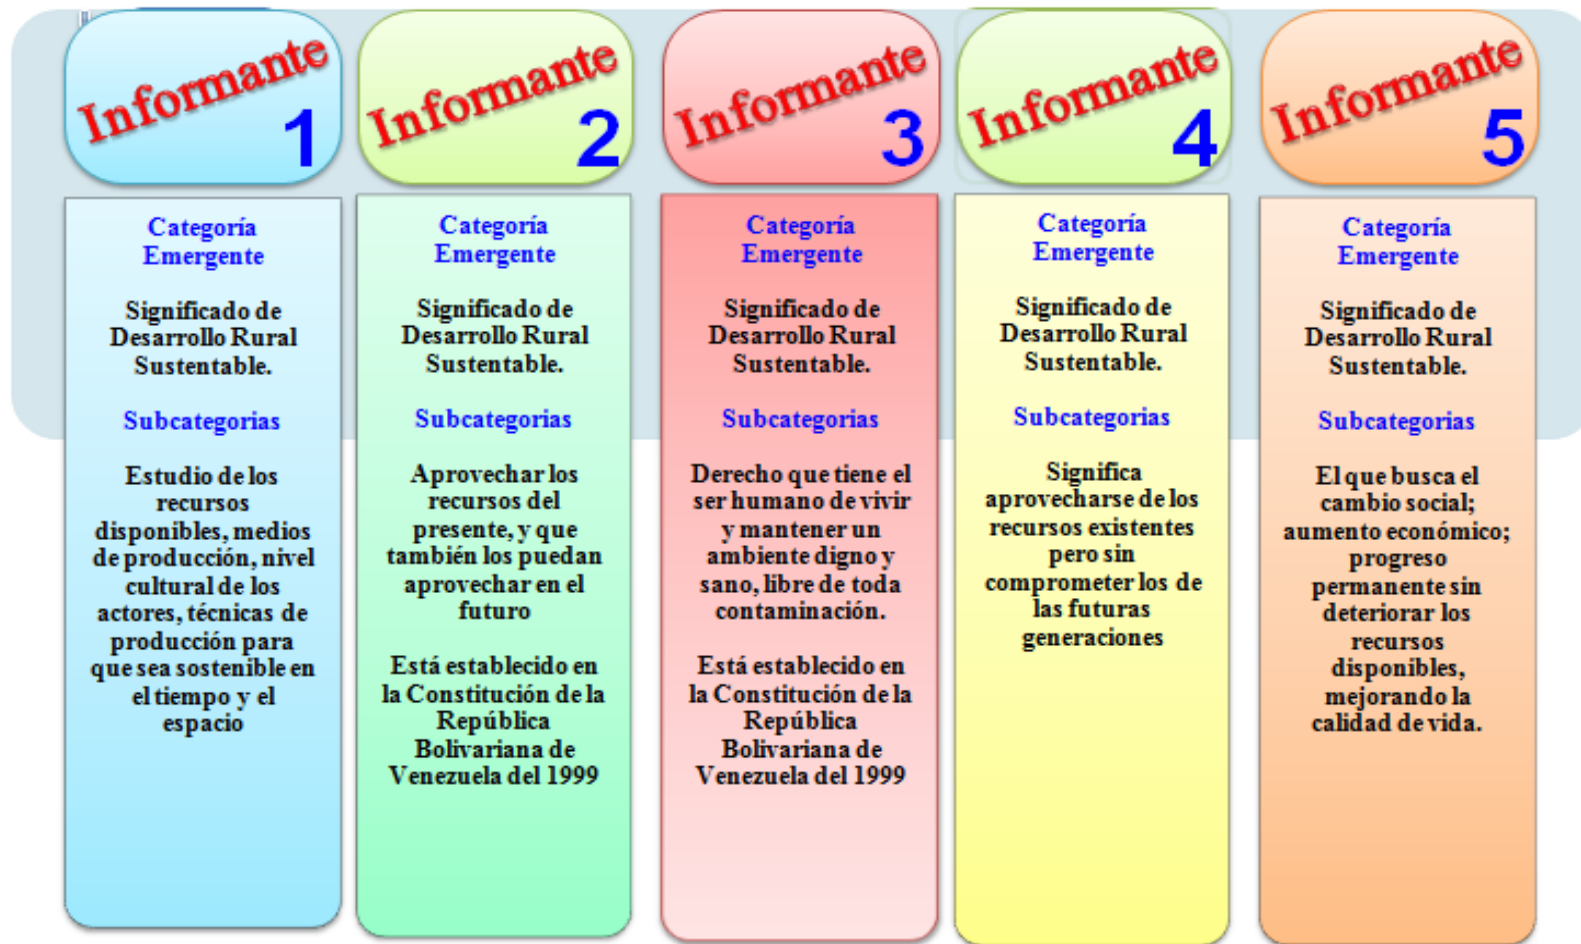 Informante
1
Categoría
Emergente
Significado de
Desarrollo Rural
Sustentable.
Subcategorias
Estudio de los
recursos
disponibles, medios
de producción, nivel
cultural de los
actores, técnicas de
producción para
que sea sostenible en
el tiempo y el
espacio
Informante
2
Categoría
Emergente
Significado de
Desarrollo Rural
Sustentable.
Subcategorias
Aprovechar los
recursos del
presente, y que
también los puedan
aprovechar en el
futuro
Está establecido en
la Constitución de la
República
Bolivariana de
Venezuela del 1999
Informante
3
Categoría
Emergente
Significado de
Desarrollo Rural
Sustentable.
Subcategorias
Derecho que tiene el
ser humano de vivir
y mantener un
ambiente digno y
sano, libre de toda
contaminación.
Está establecido en
la Constitución de la
República
Bolivariana de
Venezuela del 1999
Informante
4
Categoría
Emergente
Significado de
Desarrollo Rural
Sustentable.
Subcategorias
Significa
aprovecharse de los
recursos existentes
pero sin
comprometer los de
las futuras
generaciones
Informante
5
Categoría
Emergente
Significado de
Desarrollo Rural
Sustentable.
Subcategorias
El que busca el
cambio social;
aumento económico;
progreso
permanente sin
deteriorar los
recursos
disponibles,
mejorando la
calidad de vida.